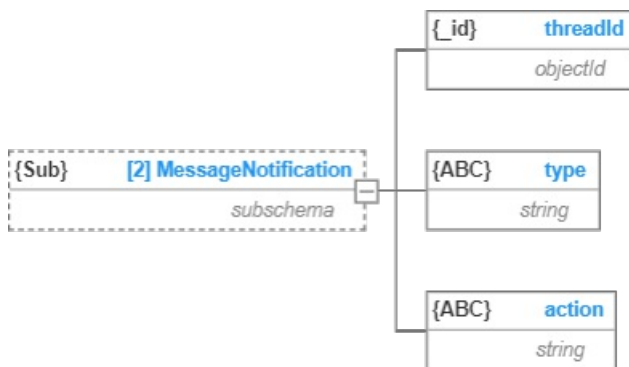 {_id} threadId
objectId
{Sub} [2] MessageNotification
subschema
{ABC} type
string
{ABC} action
string